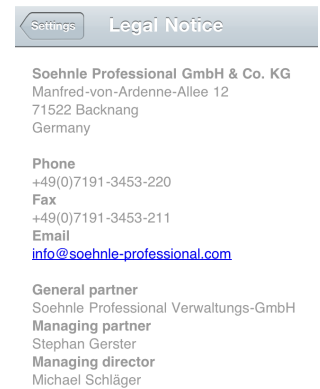 Settings
Legal Notice
Soehnle Professional GmbH & Co. KG
Manfred-von-Ardenne-Allee 12
71522 Backnang
Germany
Phone
+49(0)7191-3453-220
Fax
+49(0)7191-3453-211
Email
info@soehnle-professional.com
General partner
Soehnle Professional Verwaltungs-GmbH
Managing partner
Stephan Gerster
Managing director
Michael Schläger